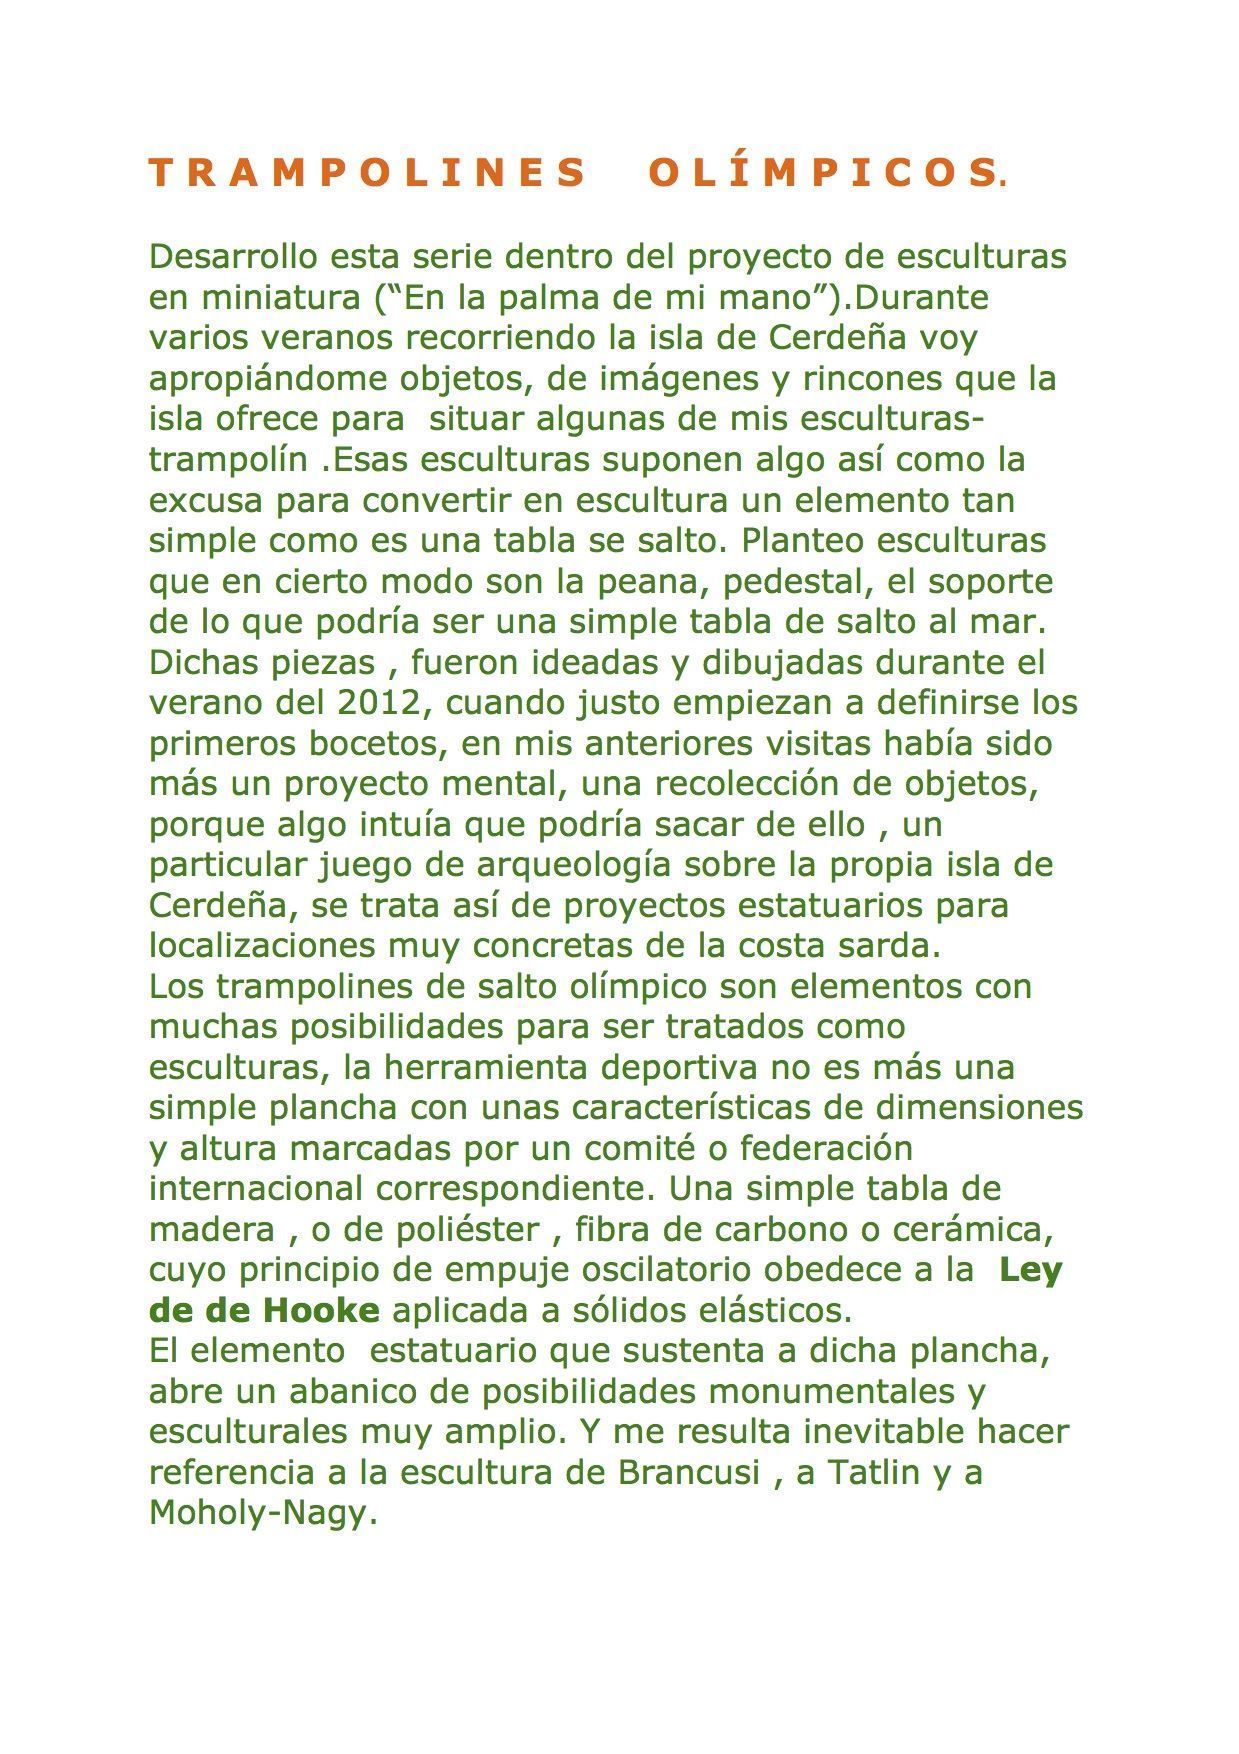 TRAMPOLINES OLÍMPICOS.
Desarrollo esta serie dentro del proyecto de esculturas
en miniatura (“En la palma de mi mano”).Durante
varios veranos recorriendo la isla de Cerdeña voy
apropiándome objetos, de imágenes y rincones que la
isla ofrece para  situar algunas de mis esculturas-
trampolín .Esas esculturas suponen algo así como la
excusa para convertir en escultura un elemento tan
simple como es una tabla se salto. Planteo esculturas
que en cierto modo son la peana, pedestal, el soporte
de lo que podría ser una simple tabla de salto al mar.
Dichas piezas , fueron ideadas y dibujadas durante el
verano del 2012, cuando justo empiezan a definirse los
primeros bocetos, en mis anteriores visitas había sido
más un proyecto mental, una recolección de objetos,
porque algo intuía que podría sacar de ello , un
particular juego de arqueología sobre la propia isla de
Cerdeña, se trata así de proyectos estatuarios para
localizaciones muy concretas de la costa sarda.
Los trampolines de salto olímpico son elementos con
muchas posibilidades para ser tratados como
esculturas, la herramienta deportiva no es más una
simple plancha con unas características de dimensiones
y altura marcadas por un comité o federación
internacional correspondiente. Una simple tabla de
madera , o de poliéster , fibra de carbono o cerámica,
cuyo principio de empuje oscilatorio obedece a la  Ley
de de Hooke aplicada a sólidos elásticos.
El elemento  estatuario que sustenta a dicha plancha,
abre un abanico de posibilidades monumentales y
esculturales muy amplio. Y me resulta inevitable hacer
referencia a la escultura de Brancusi , a Tatlin y a
Moholy-Nagy.